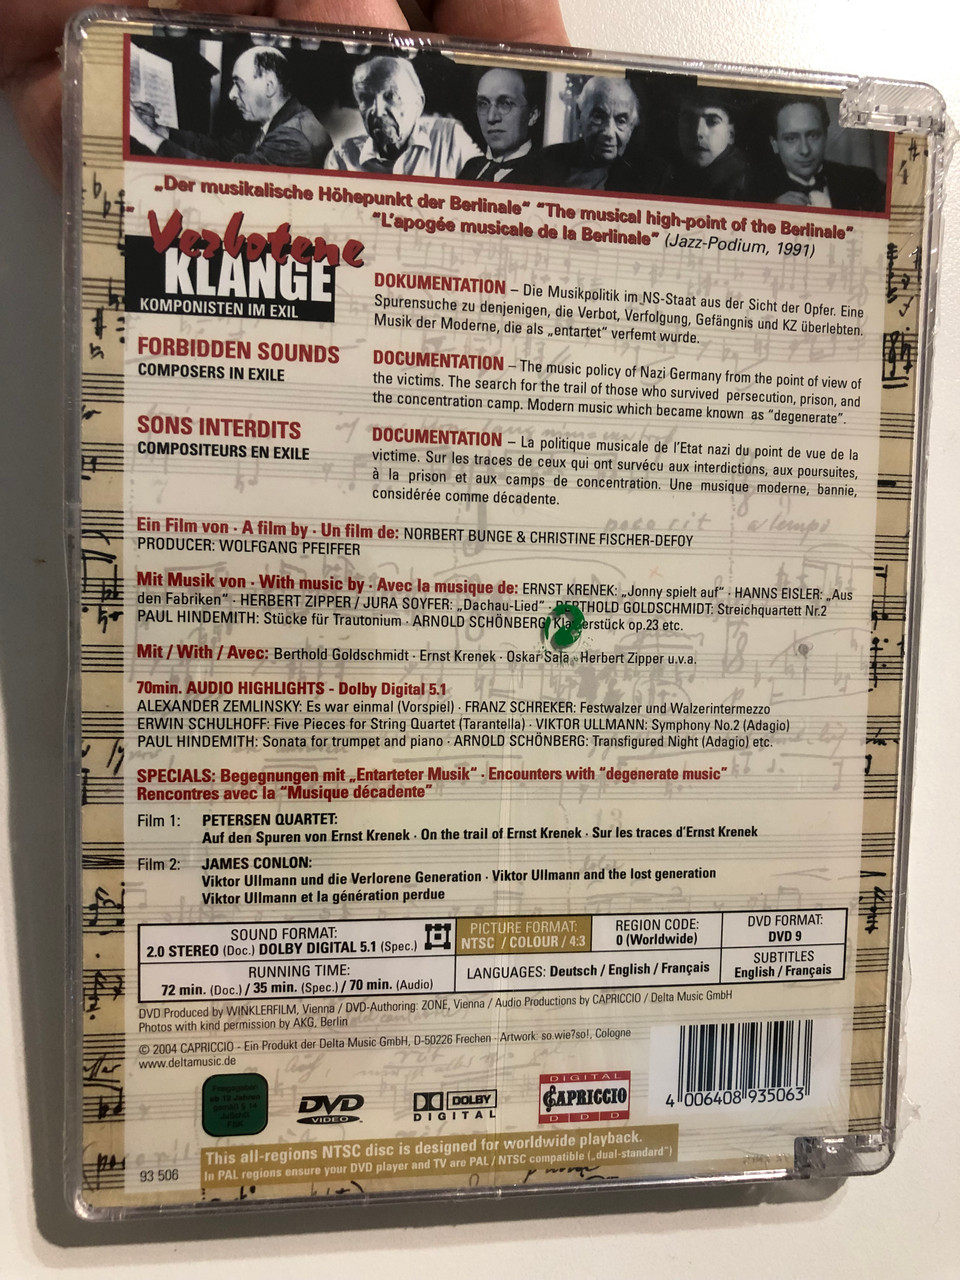 „Der musikalische Höhepunkt der Berlinale“ “The musical high-point of the Berlinale”
“L'apogée musicale de la Berlinale” (Jazz-Podium, 1991)
Verbotene
KLÄNGE
KOMPONISTEN IM EXIL
DOKUMENTATION – Die Musikpolitik im NS-Staat aus der Sicht der Opfer. Eine
Spurensuche zu denjenigen, die Verbot, Verfolgung, Gefängnis und KZ überlebten.
Musik der Moderne, die als „entartet“ verfemt wurde.
FORBIDDEN SOUNDS
COMPOSERS IN EXILE
DOCUMENTATION – The music policy of Nazi Germany from the point of view of
the victims. The search for the trail of those who survived persecution, prison, and
the concentration camp. Modern music which became known as “degenerate”.
SONS INTERDITS
COMPOSITEURS EN EXILE
DOCUMENTATION – La politique musicale de l'Etat nazi du point de vue de la
victime. Sur les traces de ceux qui ont survécu aux interdictions, aux poursuites,
à la prison et aux camps de concentration. Une musique moderne, bannie,
considérée comme décadente.
Ein Film von · A film by · Un film de: NORBERT BUNGE & CHRISTINE FISCHER-DEFOY
PRODUCER: WOLFGANG PFEIFFER
Mit Musik von · With music by · Avec la musique de: ERNST KRENEK: „Jonny spielt auf“ · HANNS EISLER: „Aus
den Fabriken“ · HERBERT ZIPPER / JURA SOYFER: „Dachau-Lied“ · BERTHOLD GOLDSCHMIDT: Streichquartett Nr.2
PAUL HINDEMITH: Stücke für Trautonium · ARNOLD SCHÖNBERG: Klavierstück op.23 etc.
Mit / With / Avec: Berthold Goldschmidt · Ernst Krenek · Oskar Sala · Herbert Zipper u.v.a.
70min. AUDIO HIGHLIGHTS - Dolby Digital 5.1
ALEXANDER ZEMLINSKY: Es war einmal (Vorspiel) · FRANZ SCHREKER: Festwalzer und Walzerintermezzo
ERWIN SCHULHOFF: Five Pieces for String Quartet (Tarantella) · VIKTOR ULLMANN: Symphony No.2 (Adagio)
PAUL HINDEMITH: Sonata for trumpet and piano · ARNOLD SCHÖNBERG: Transfigured Night (Adagio) etc.
SPECIALS: Begegnungen mit „Entarteter Musik“ · Encounters with “degenerate music”
Rencontres avec la “Musique décadente”
Film 1: PETERSEN QUARTET:
Auf den Spuren von Ernst Krenek · On the trail of Ernst Krenek · Sur les traces d'Ernst Krenek
Film 2: JAMES CONLON:
Viktor Ullmann und die Verlorene Generation · Viktor Ullmann and the lost generation
Viktor Ullmann et la génération perdue
SOUND FORMAT:
2.0 STEREO (Doc.) DOLBY DIGITAL 5.1 (Spec.)
PICTURE FORMAT:
NTSC / COLOUR / 4:3
REGION CODE:
0 (Worldwide)
DVD FORMAT:
DVD 9
RUNNING TIME:
72 min. (Doc.) / 35 min. (Spec.) / 70 min. (Audio)
LANGUAGES: Deutsch / English / Français
SUBTITLES
English / Français
DVD Produced by WINKLERFILM, Vienna / DVD-Authoring: ZONE, Vienna / Audio Productions by CAPRICCIO / Delta Music GmbH
Photos with kind permission by AKG, Berlin
© 2004 CAPRICCIO - Ein Produkt der Delta Music GmbH, D-50226 Frechen · Artwork: so.wie?so!, Cologne
www.deltamusic.de
Freigegeben
ab 12 Jahren
gemäß § 14
JuSchG
FSK
DVD
VIDEO
DOLBY
DIGITAL
DIGITAL
CAPRICCIO
D D D
4 006408 935063
This all-regions NTSC disc is designed for worldwide playback.
In PAL regions ensure your DVD player and TV are PAL / NTSC compatible („dual-standard“)
93 506